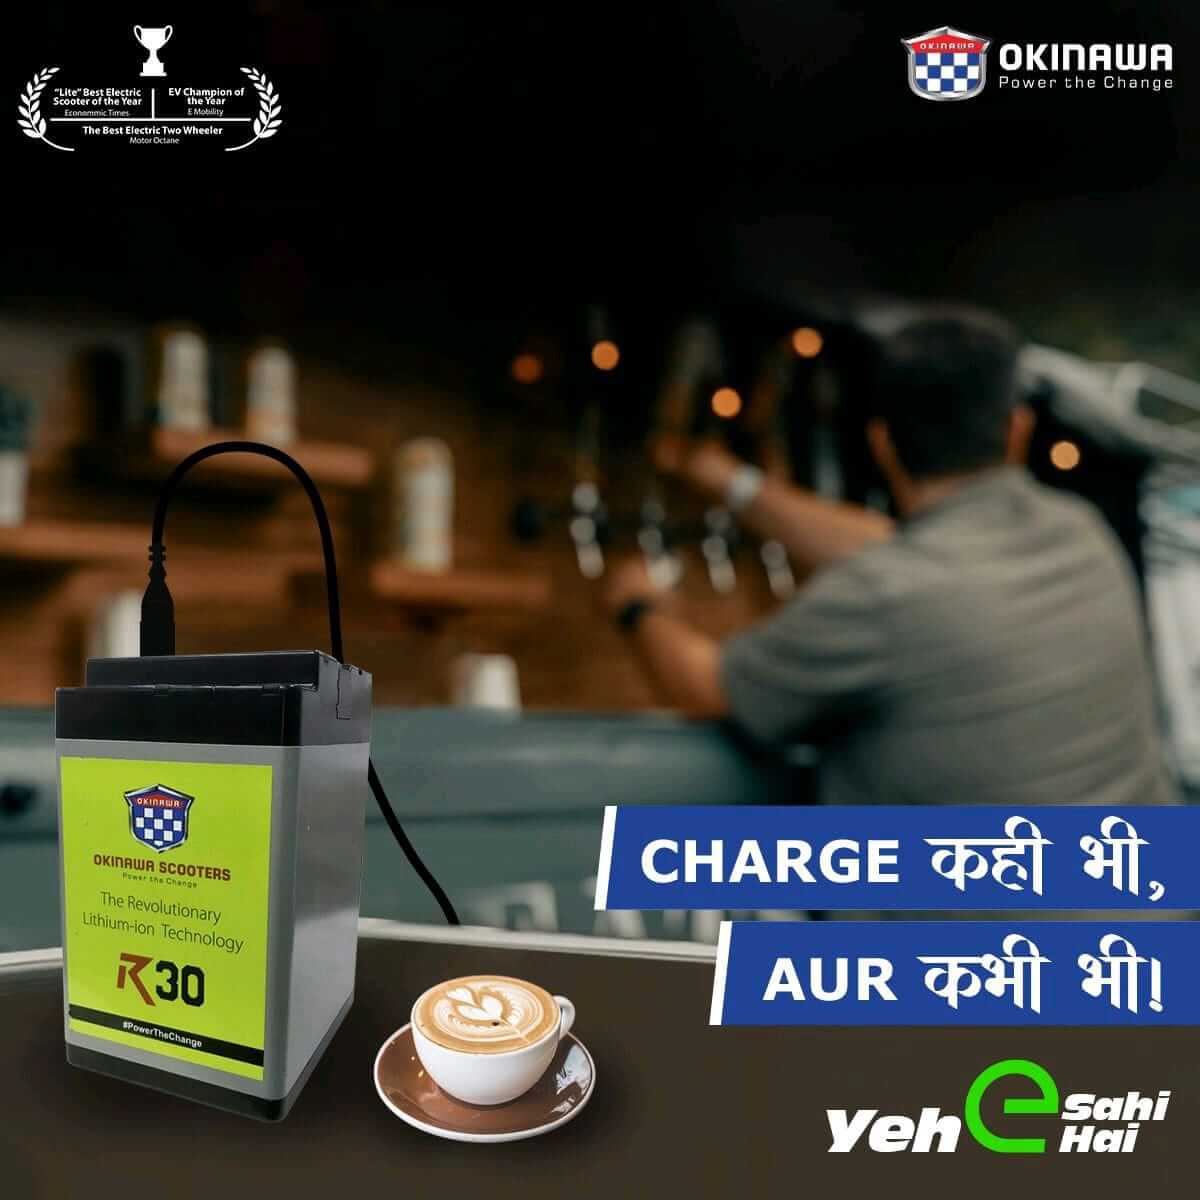 "Lite" Best Electric
Scooter of the Year
Econommic Times
EV Champion of
the Year
E Mobility
The Best Electric Two Wheeler
Motor Octane
OKINAWA
OKINAWA
Power the Change
OKINAWA
OKINAWA SCOOTERS
Power the Change
The Revolutionary
Lithium-ion Technology
R30
#PowerTheChange
CHARGE कही भी,
AUR कभी भी!
Yeh e Sahi
Hai